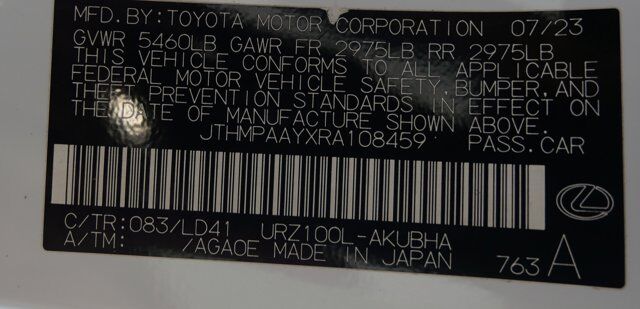 MFD. BY: TOYOTA MOTOR CORPORATION 07/23
GVWR 5460LB GAWR FR 2975LB RR 2975LB
THIS VEHICLE CONFORMS TO ALL APPLICABLE
FEDERAL MOTOR VEHICLE SAFETY, BUMPER, AND
THEFT PREVENTION STANDARDS IN EFFECT ON
THE DATE OF MANUFACTURE SHOWN ABOVE.
JTHMPAAYXRA108459 PASS.CAR
C/TR: 083/LD41 URZ100L-AKUBHA
A/TM: /AGA0E MADE IN JAPAN 763 A